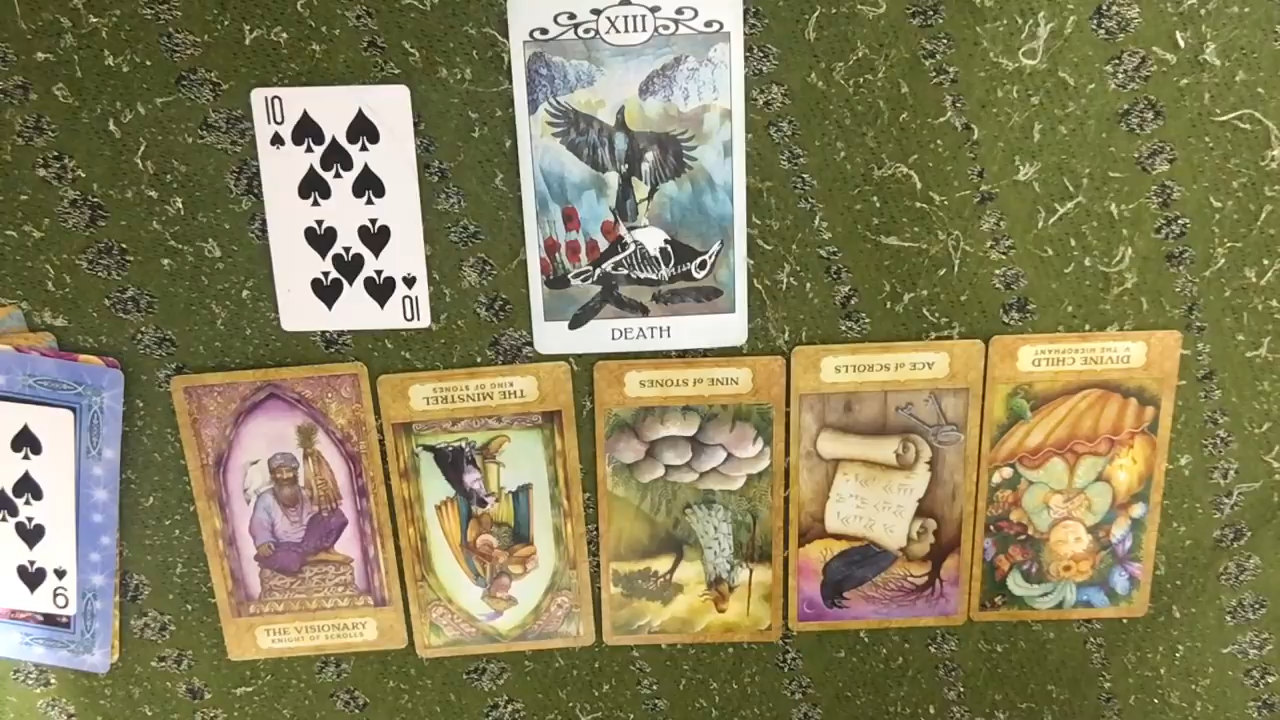 10
10
XIII
DEATH
9
THE VISIONARY
KNIGHT OF SCROLLS
THE MINSTREL
KING OF STONES
NINE of STONES
ACE of SCROLLS
DIVINE CHILD
V. THE HIEROPHANT